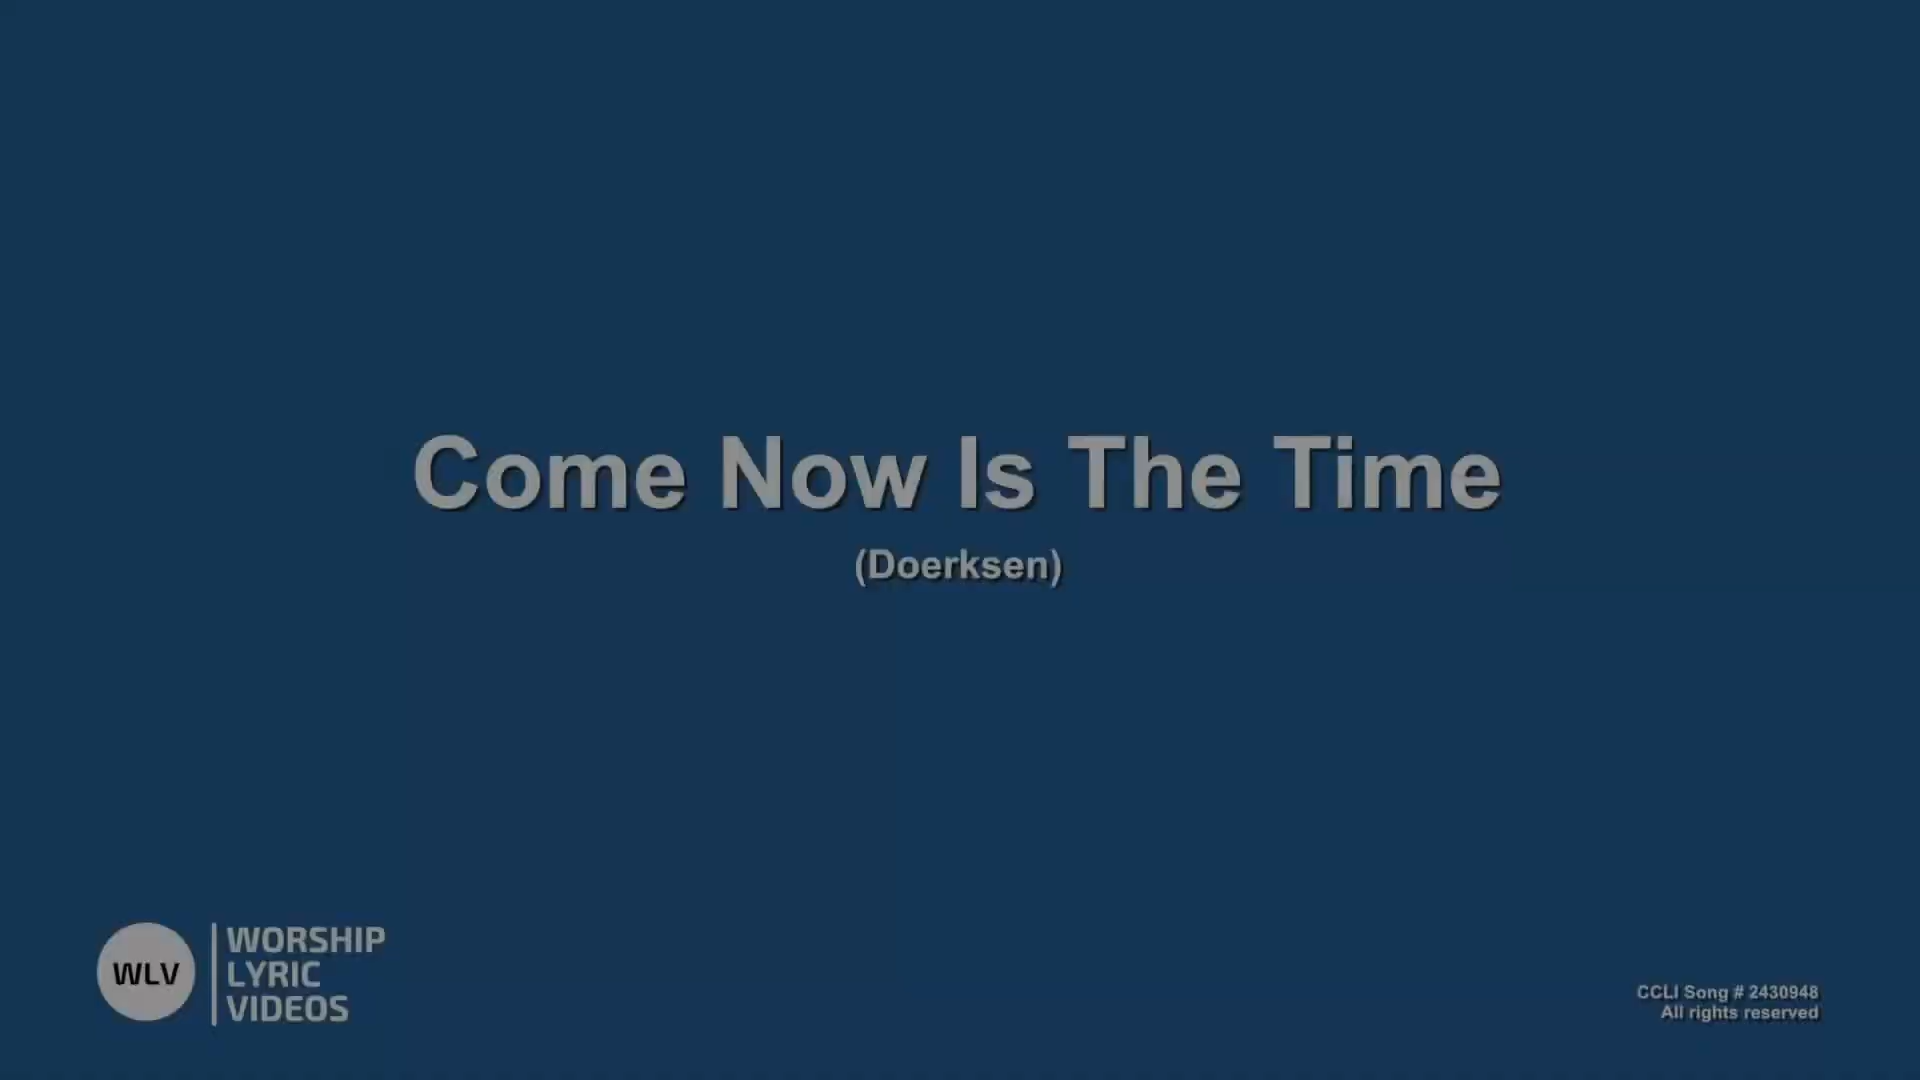 Come Now Is The Time
(Doerksen)
WLV
WORSHIP
LYRIC
VIDEOS
CCLI Song # 2430948
All rights reserved